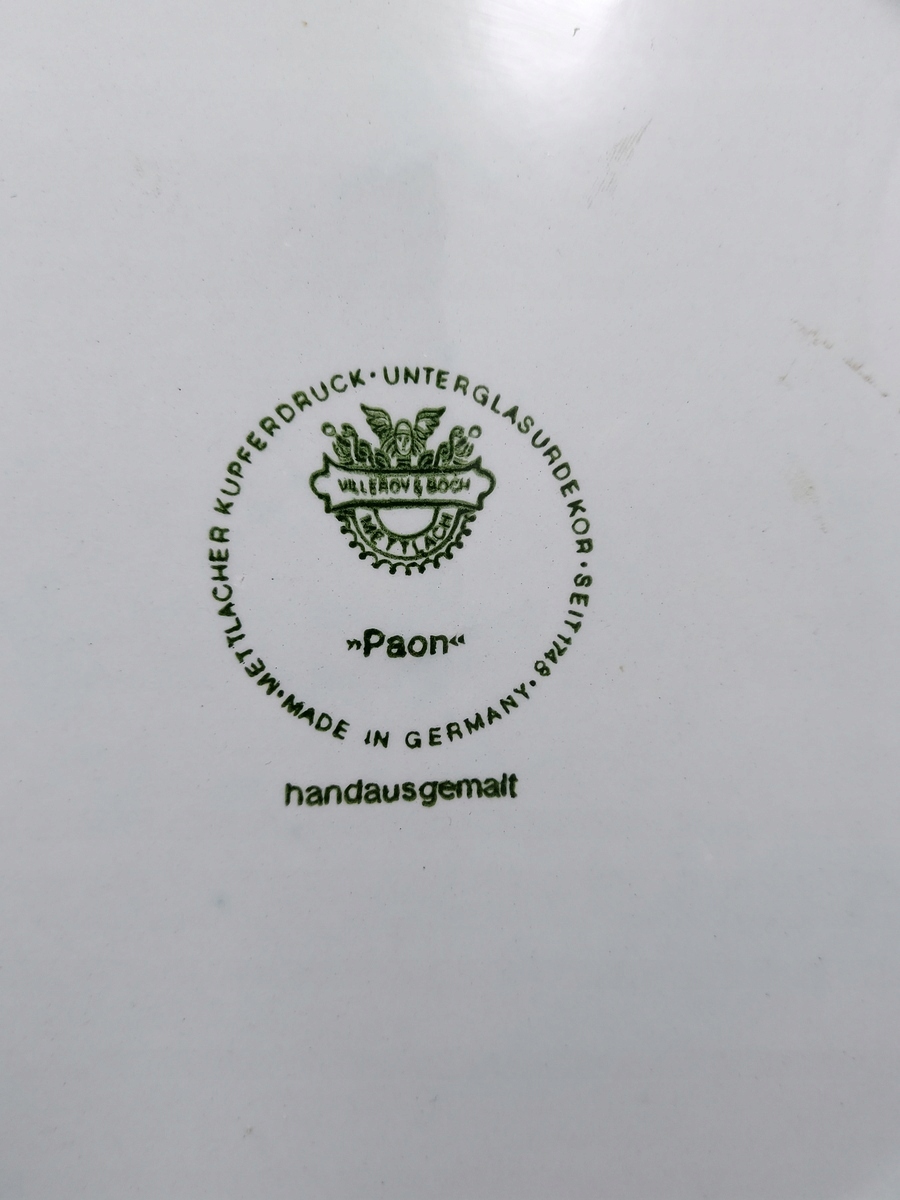 METTLACHER KUPFERDRUCK · UNTERGLASURDEKOR · SEIT 1748 ·
VILLEROY & BOCH
METTLACH
»Paon«
MADE IN GERMANY ·
handausgemalt